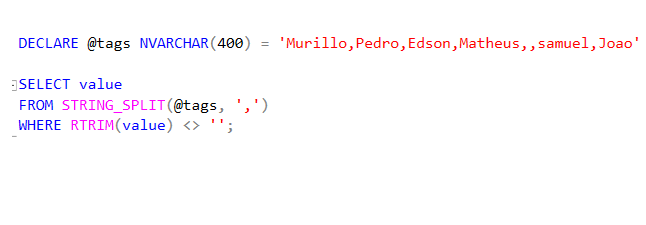 DECLARE @tags NVARCHAR(400) = 'Murillo,Pedro,Edson,Matheus,,samuel,Joao'
SELECT value
FROM STRING_SPLIT(@tags, ',')
WHERE RTRIM(value) <> '';